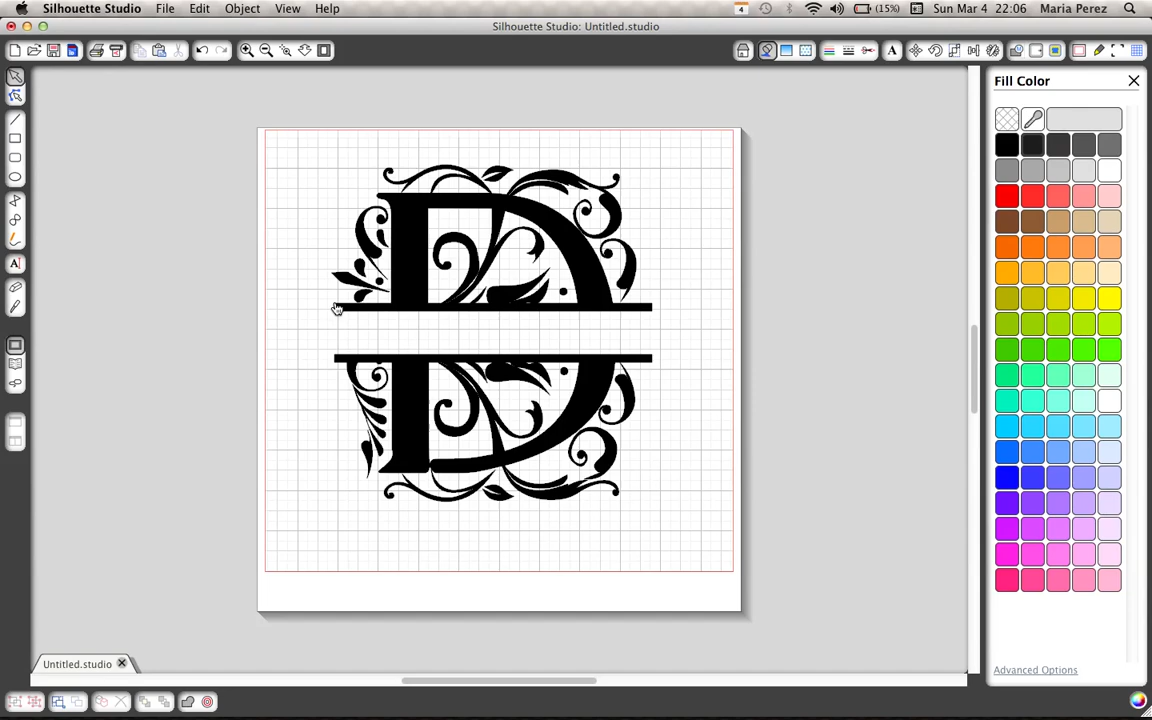 Silhouette Studio File Edit Object View Help 4 (15%) Sun Mar 4 22:06 Maria Perez
Silhouette Studio: Untitled.studio
A
Fill Color
A
D
Untitled.studio
Advanced Options